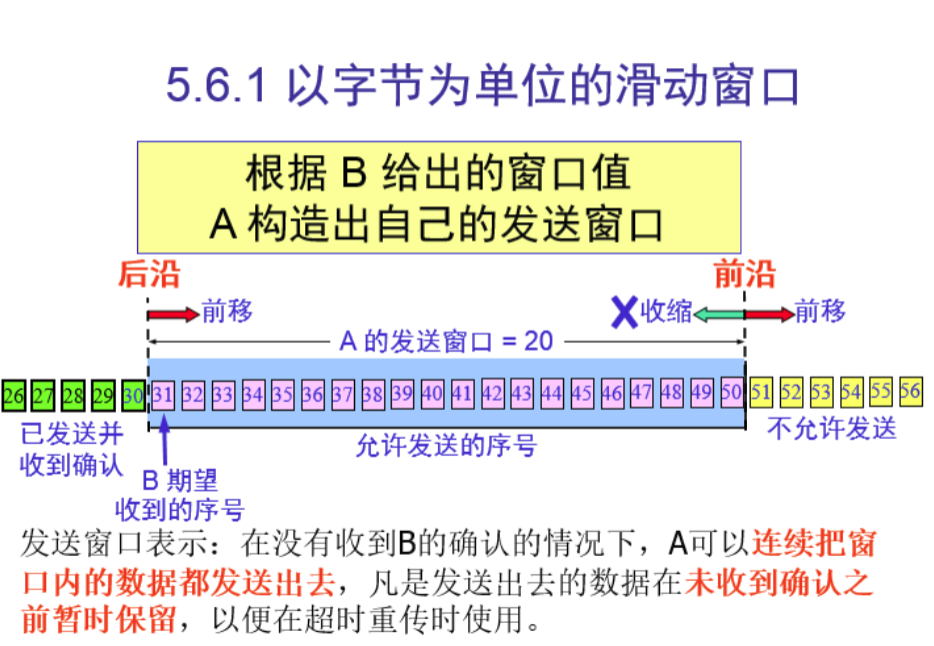 5.6.1 以字节为单位的滑动窗口
根据 B 给出的窗口值
A 构造出自己的发送窗口
后沿 前沿
前移 收缩 前移
A 的发送窗口 = 20
26 27 28 29 30 31 32 33 34 35 36 37 38 39 40 41 42 43 44 45 46 47 48 49 50 51 52 53 54 55 56
已发送并
收到确认
允许发送的序号
不允许发送
B 期望
收到的序号
发送窗口表示：在没有收到B的确认的情况下，A可以连续把窗
口内的数据都发送出去，凡是发送出去的数据在未收到确认之
前暂时保留，以便在超时重传时使用。